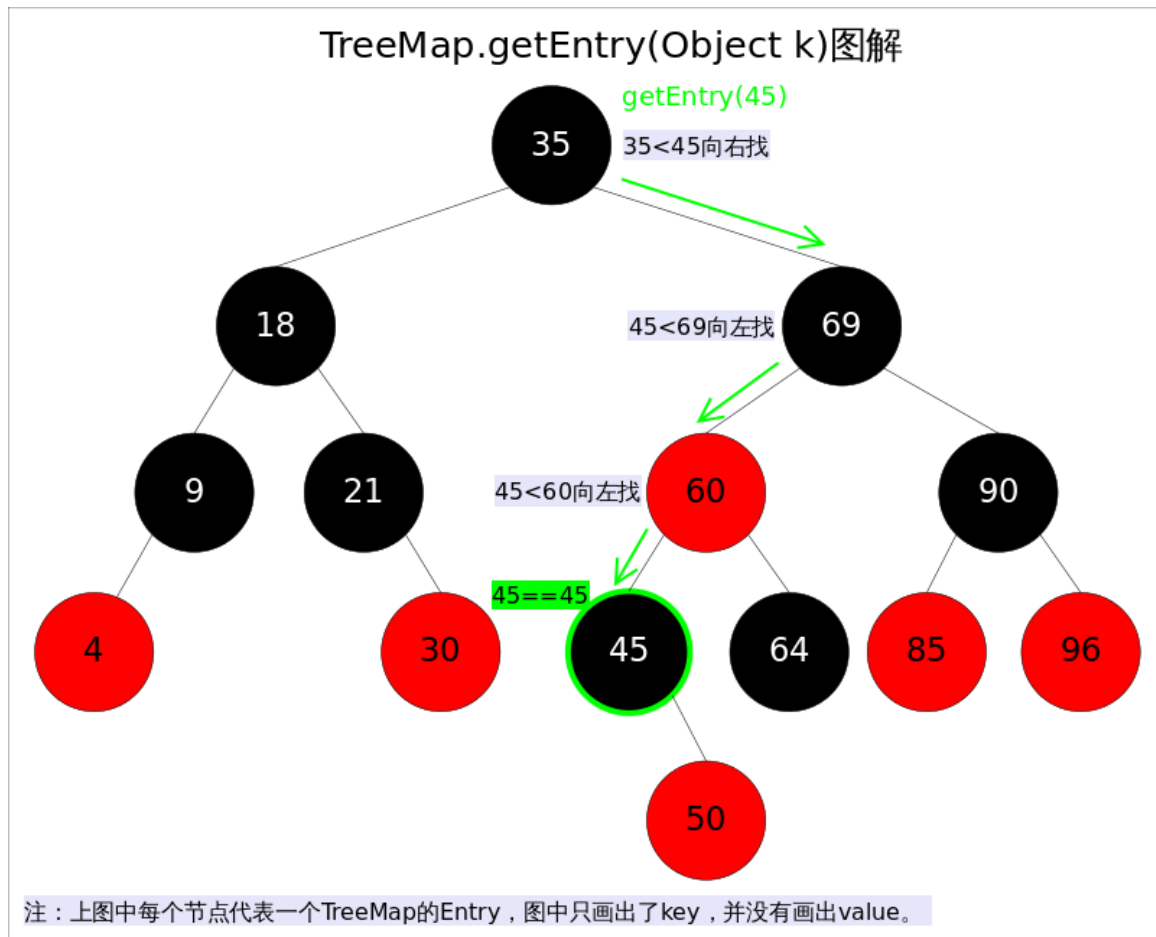 TreeMap.getEntry(Object k)图解
getEntry(45)
35
35<45向右找
18
45<69向左找
69
9
21
45<60向左找
60
90
45==45
4
30
45
64
85
96
50
注：上图中每个节点代表一个TreeMap的Entry，图中只画出了key，并没有画出value。